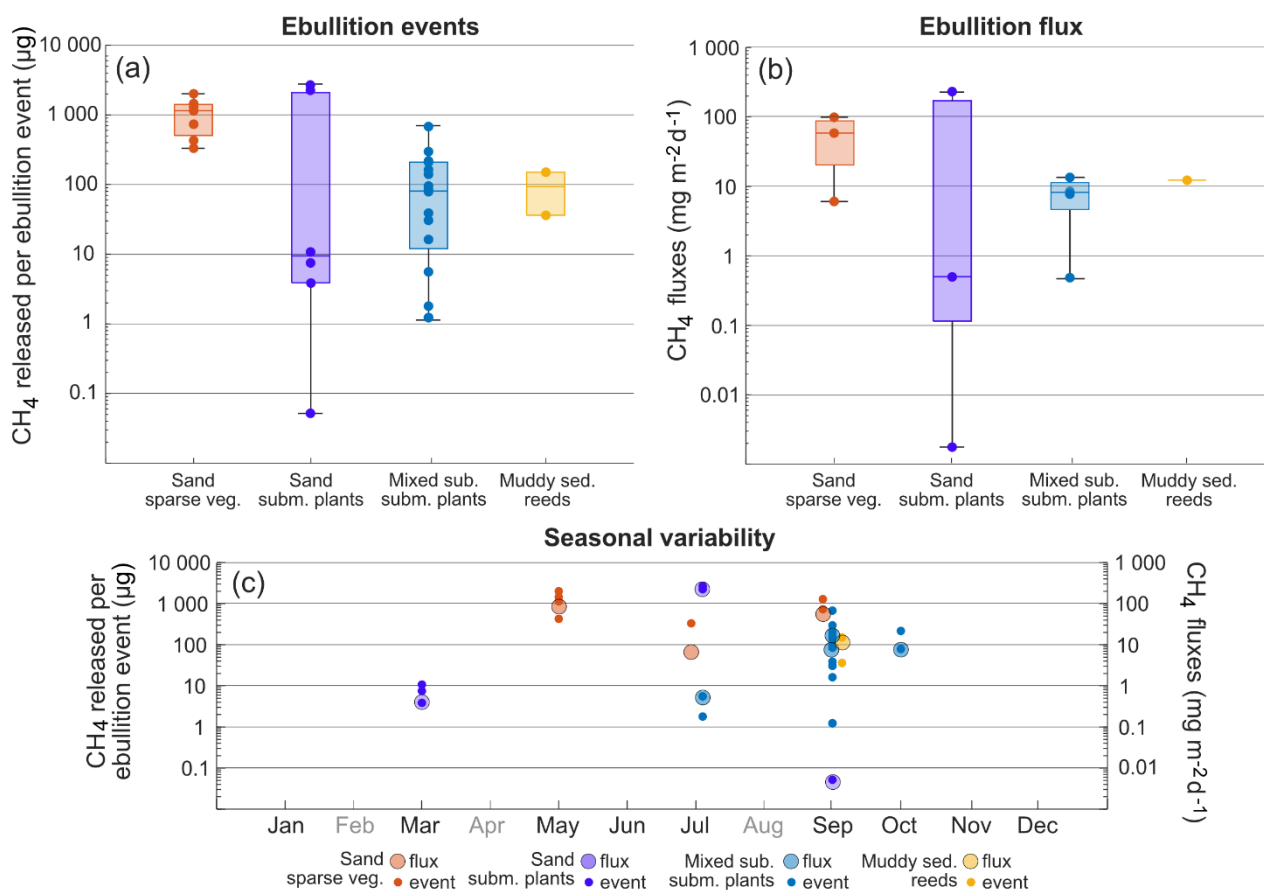 Ebullition events
(a)
CH4 released per ebullition event (µg)
10 000
1 000
100
10
1
0.1
Sand
sparse veg.
Sand
subm. plants
Mixed sub.
subm. plants
Muddy sed.
reeds
Ebullition flux
(b)
CH4 fluxes (mg m-2 d-1)
1 000
100
10
1
0.1
0.01
Sand
sparse veg.
Sand
subm. plants
Mixed sub.
subm. plants
Muddy sed.
reeds
Seasonal variability
(c)
CH4 released per
ebullition event (µg)
10 000
1 000
100
10
1
0.1
1 000
100
10
1
0.1
0.01
CH4 fluxes (mg m-2 d-1)
Jan Feb Mar Apr May Jun Jul Aug Sep Oct Nov Dec
Sand
sparse veg.
flux
event
Sand
subm. plants
flux
event
Mixed sub.
subm. plants
flux
event
Muddy sed.
reeds
flux
event